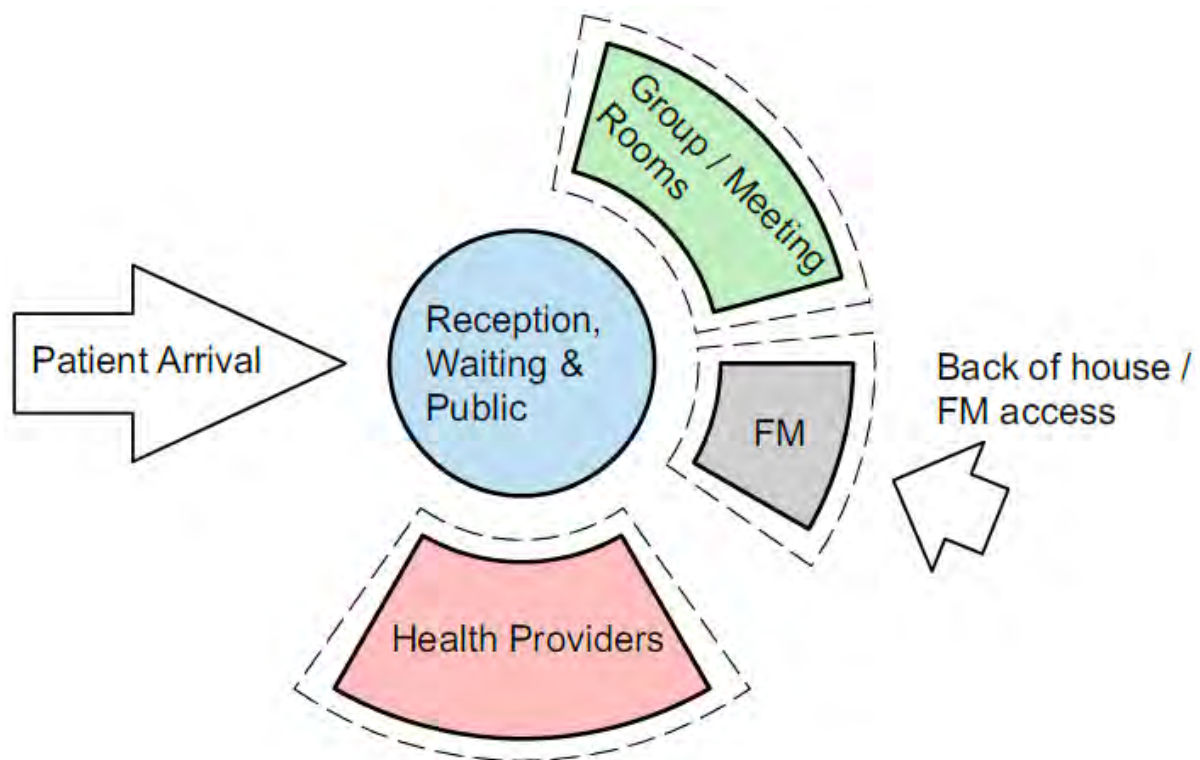 Group / Meeting
Rooms
Patient Arrival
Reception,
Waiting &
Public
Back of house /
FM access
FM
Health Providers